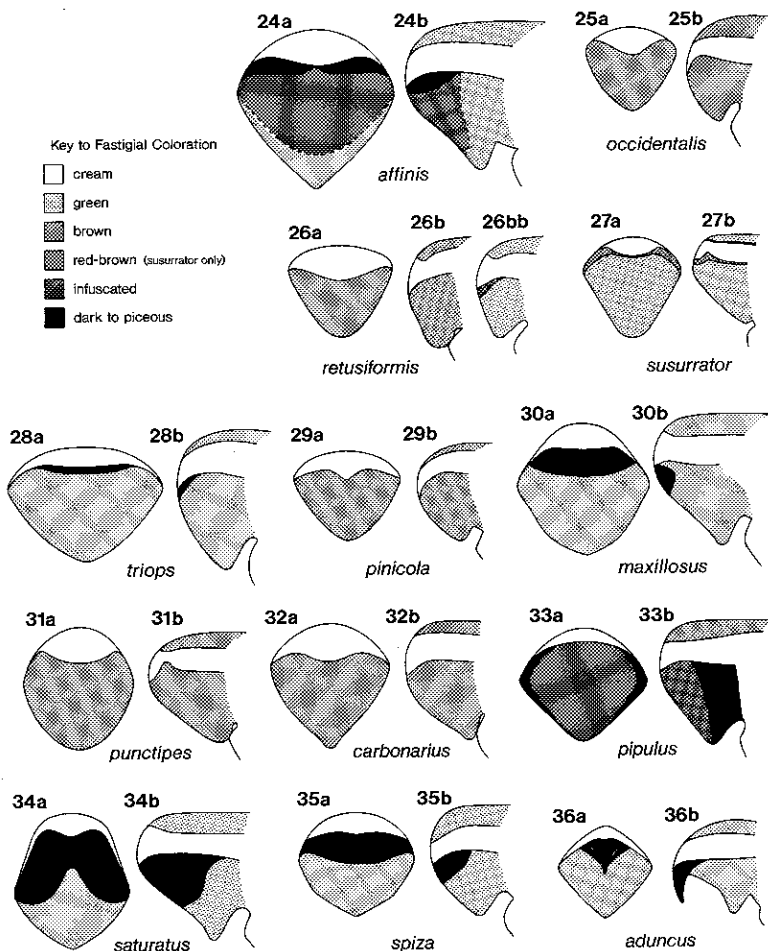 24a 24b 25a 25b
Key to Fastigial Coloration
cream
green
brown
red-brown (susurrator only)
infuscated
dark to piceous
affinis occidentalis
26a 26b 26bb 27a 27b
retusiformis susurrator
28a 28b 29a 29b 30a 30b
triops pinicola maxillosus
31a 31b 32a 32b 33a 33b
punctipes carbonarius pipulus
34a 34b 35a 35b 36a 36b
saturatus spiza aduncus